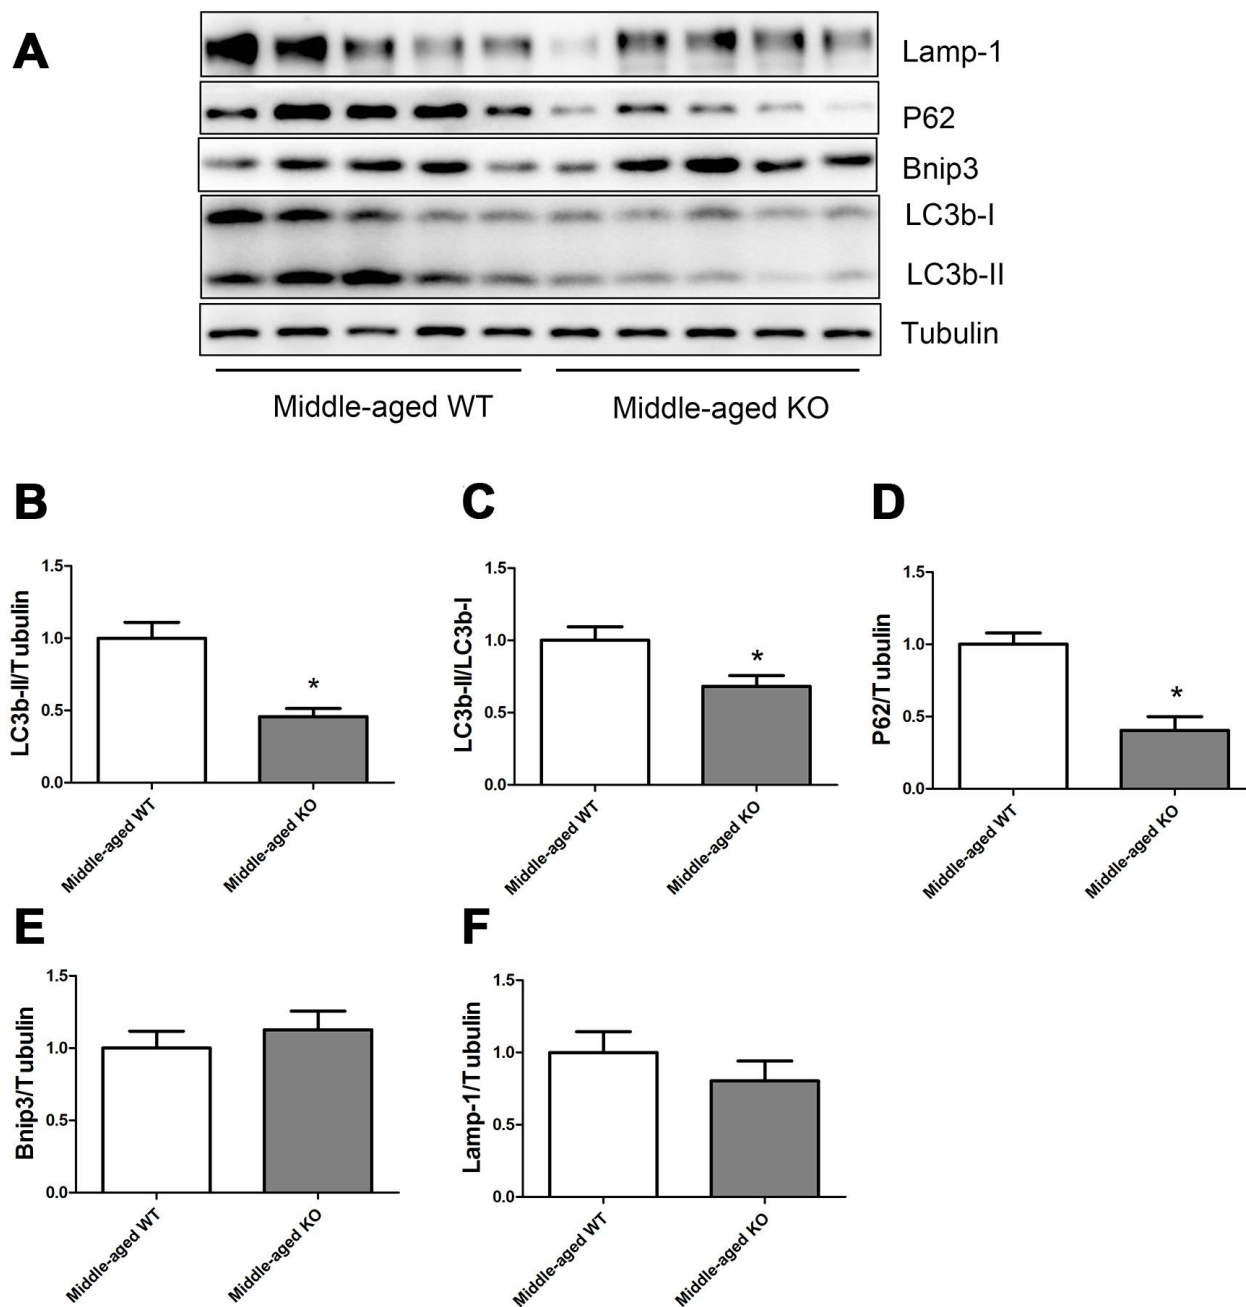 A
Lamp-1
P62
Bnip3
LC3b-I
LC3b-II
Tubulin
Middle-aged WT Middle-aged KO
B
LC3b-II/Tubulin
1.5
1.0
0.5
0.0
*
Middle-aged WT
Middle-aged KO
C
LC3b-II/LC3b-I
1.5
1.0
0.5
0.0
*
Middle-aged WT
Middle-aged KO
D
P62/Tubulin
1.5
1.0
0.5
0.0
*
Middle-aged WT
Middle-aged KO
E
Bnip3/Tubulin
1.5
1.0
0.5
0.0
Middle-aged WT
Middle-aged KO
F
Lamp-1/Tubulin
1.5
1.0
0.5
0.0
Middle-aged WT
Middle-aged KO